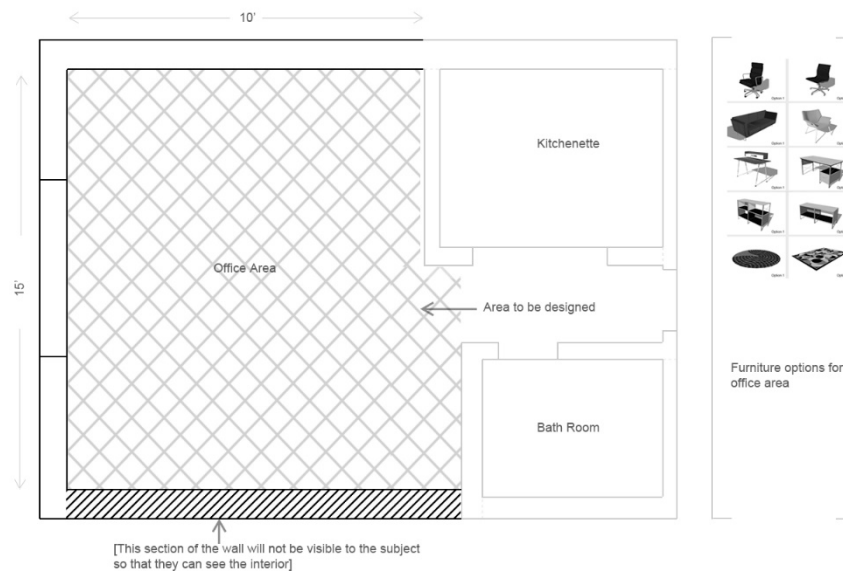 10'
Kitchenette
15'
Office Area
Area to be designed
Furniture options for
office area
Bath Room
[This section of the wall will not be visible to the subject
so that they can see the interior]